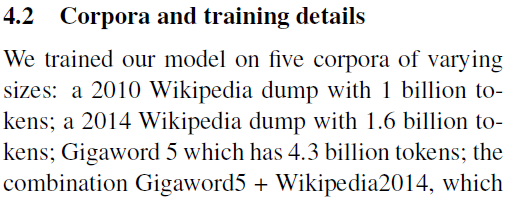 4.2 Corpora and training details
We trained our model on five corpora of varying
sizes: a 2010 Wikipedia dump with 1 billion to-
kens; a 2014 Wikipedia dump with 1.6 billion to-
kens; Gigaword 5 which has 4.3 billion tokens; the
combination Gigaword5 + Wikipedia2014, which